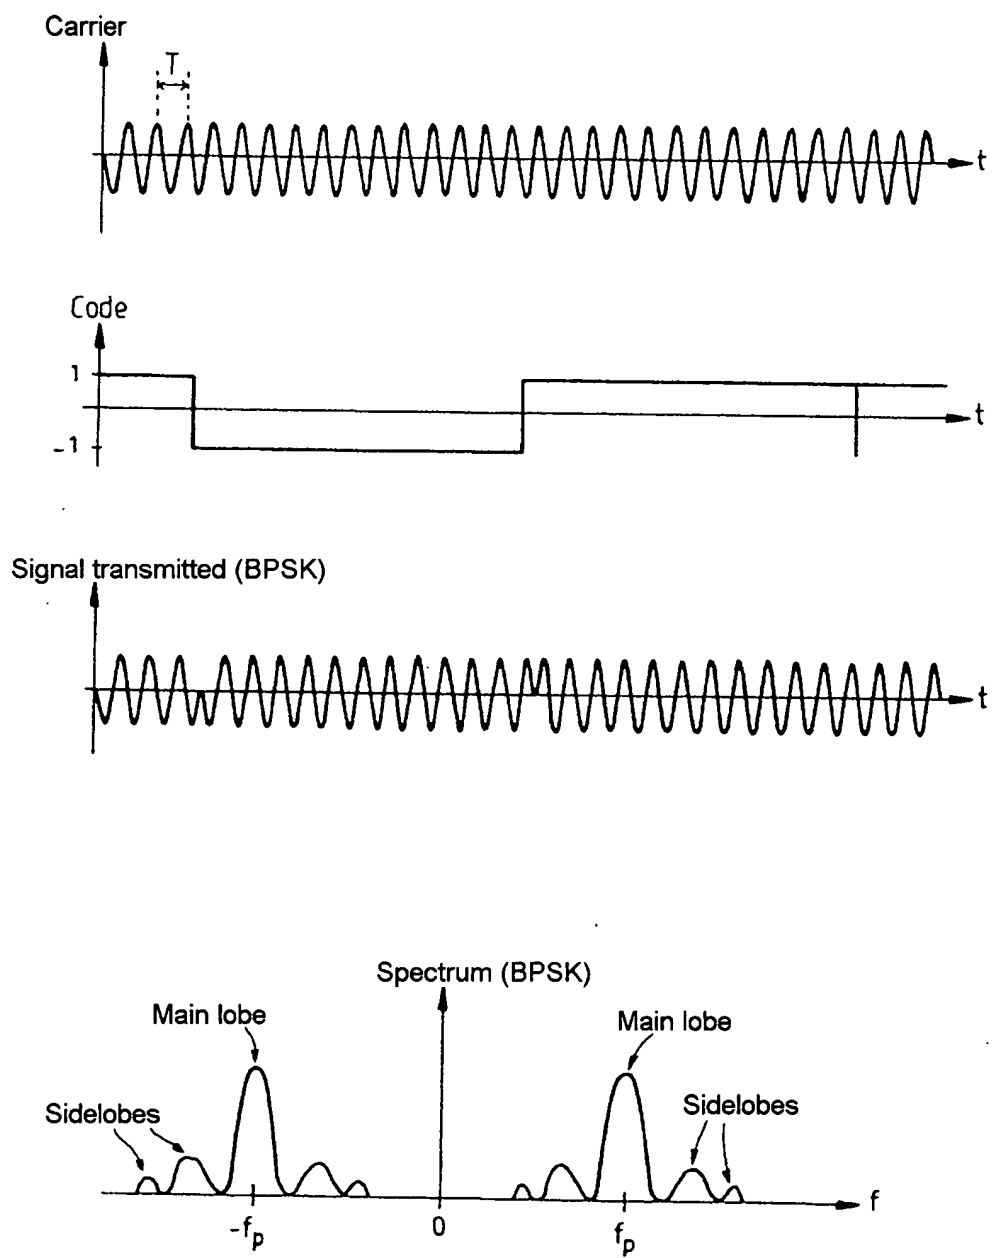 Carrier
T
t
Code
1
-1
t
Signal transmitted (BPSK)
t
Spectrum (BPSK)
Main lobe
Main lobe
Sidelobes
Sidelobes
-fp
0
fp
f